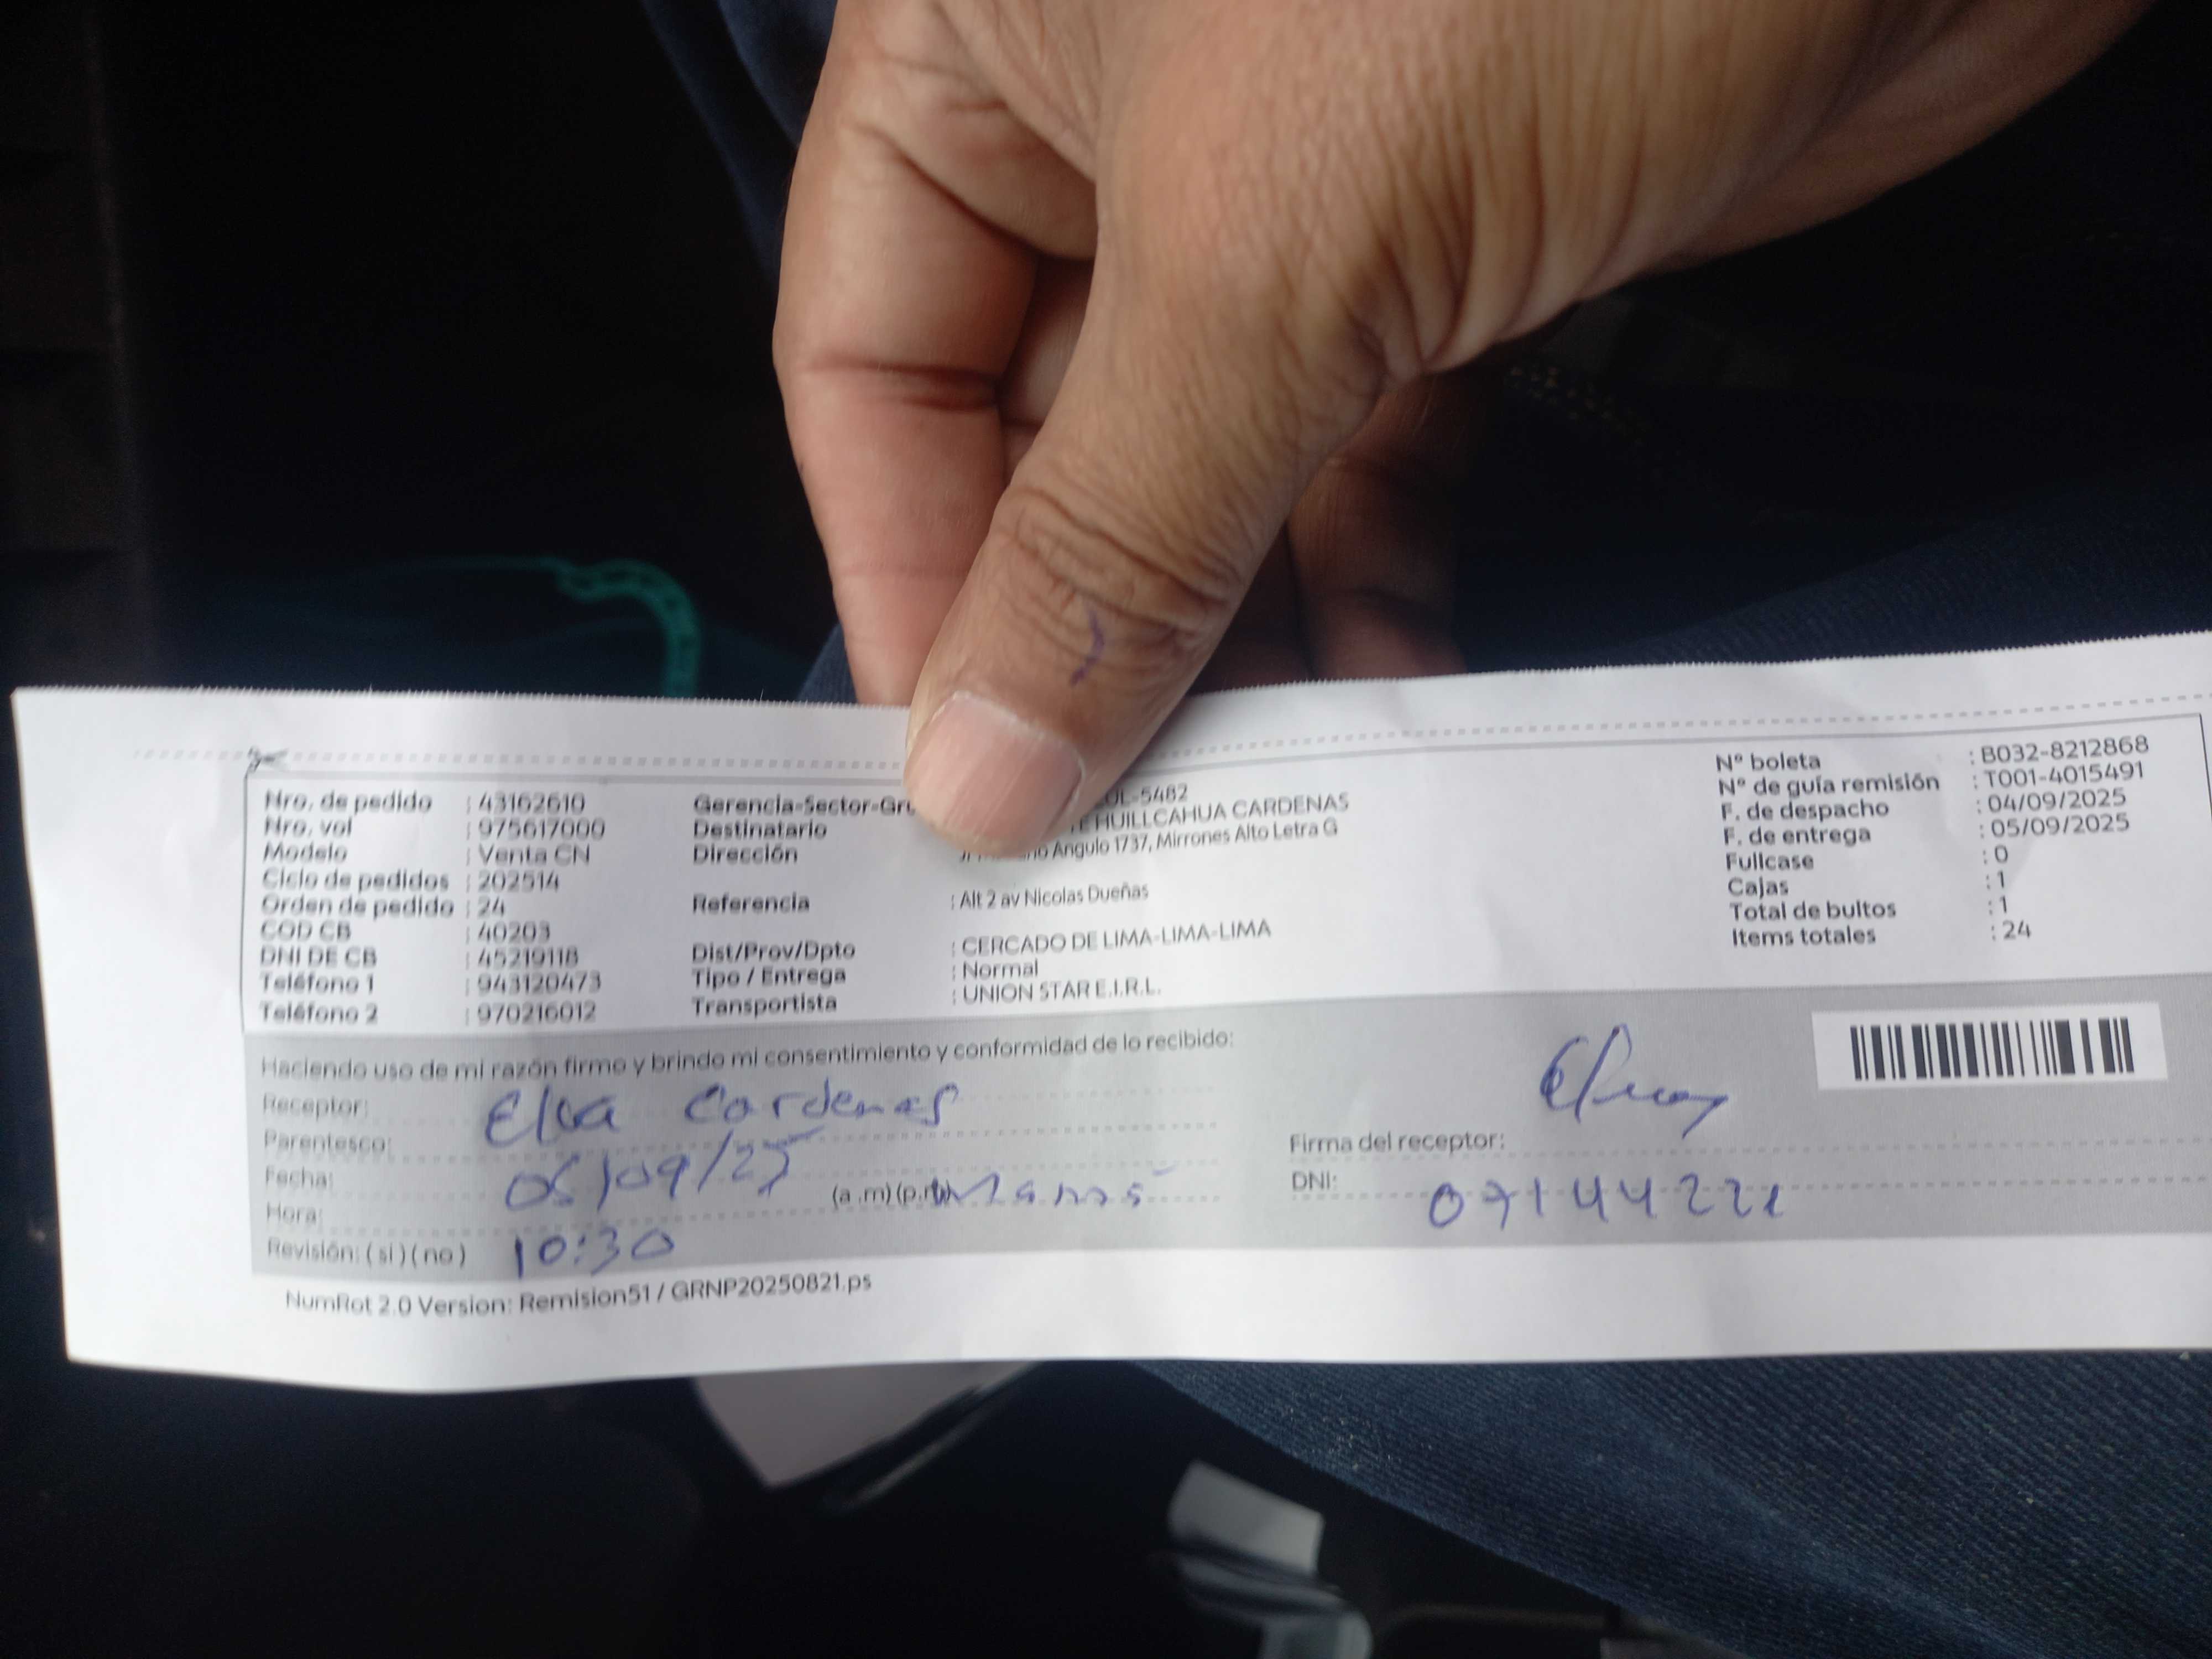 Nro. de pedido : 43162610
Nro. vol : 975617000
Modelo : Venta CN
Ciclo de pedidos : 202514
Orden de pedido : 24
COD CB : 40203
DNI DE CB : 45219118
Teléfono 1 : 943120473
Teléfono 2 : 970216012
Gerencia-Sector-Gru -5482
Destinatario HUILLCAHUA CARDENAS
Dirección Angulo 1737, Mirrones Alto Letra G
Referencia : Alt 2 av Nicolas Dueñas
Dist/Prov/Dpto : CERCADO DE LIMA-LIMA-LIMA
Tipo / Entrega : Normal
Transportista : UNION STAR E.I.R.L.
N° boleta : B032-8212868
N° de guía remisión : T001-4015491
F. de despacho : 04/09/2025
F. de entrega : 05/09/2025
Fullcase : 0
Cajas : 1
Total de bultos : 1
Items totales : 24
Haciendo uso de mi razón firmo y brindo mi consentimiento y conformidad de lo recibido:
Receptor: Elva Cardenas
Parentesco:
Fecha: 05/09/25
Hora: (a .m) (p.m) Mamá
Revisión: ( si ) ( no ) 10:30
Firma del receptor:
DNI: 07144221
NumRot 2.0 Version: Remision51 / GRNP20250821.ps